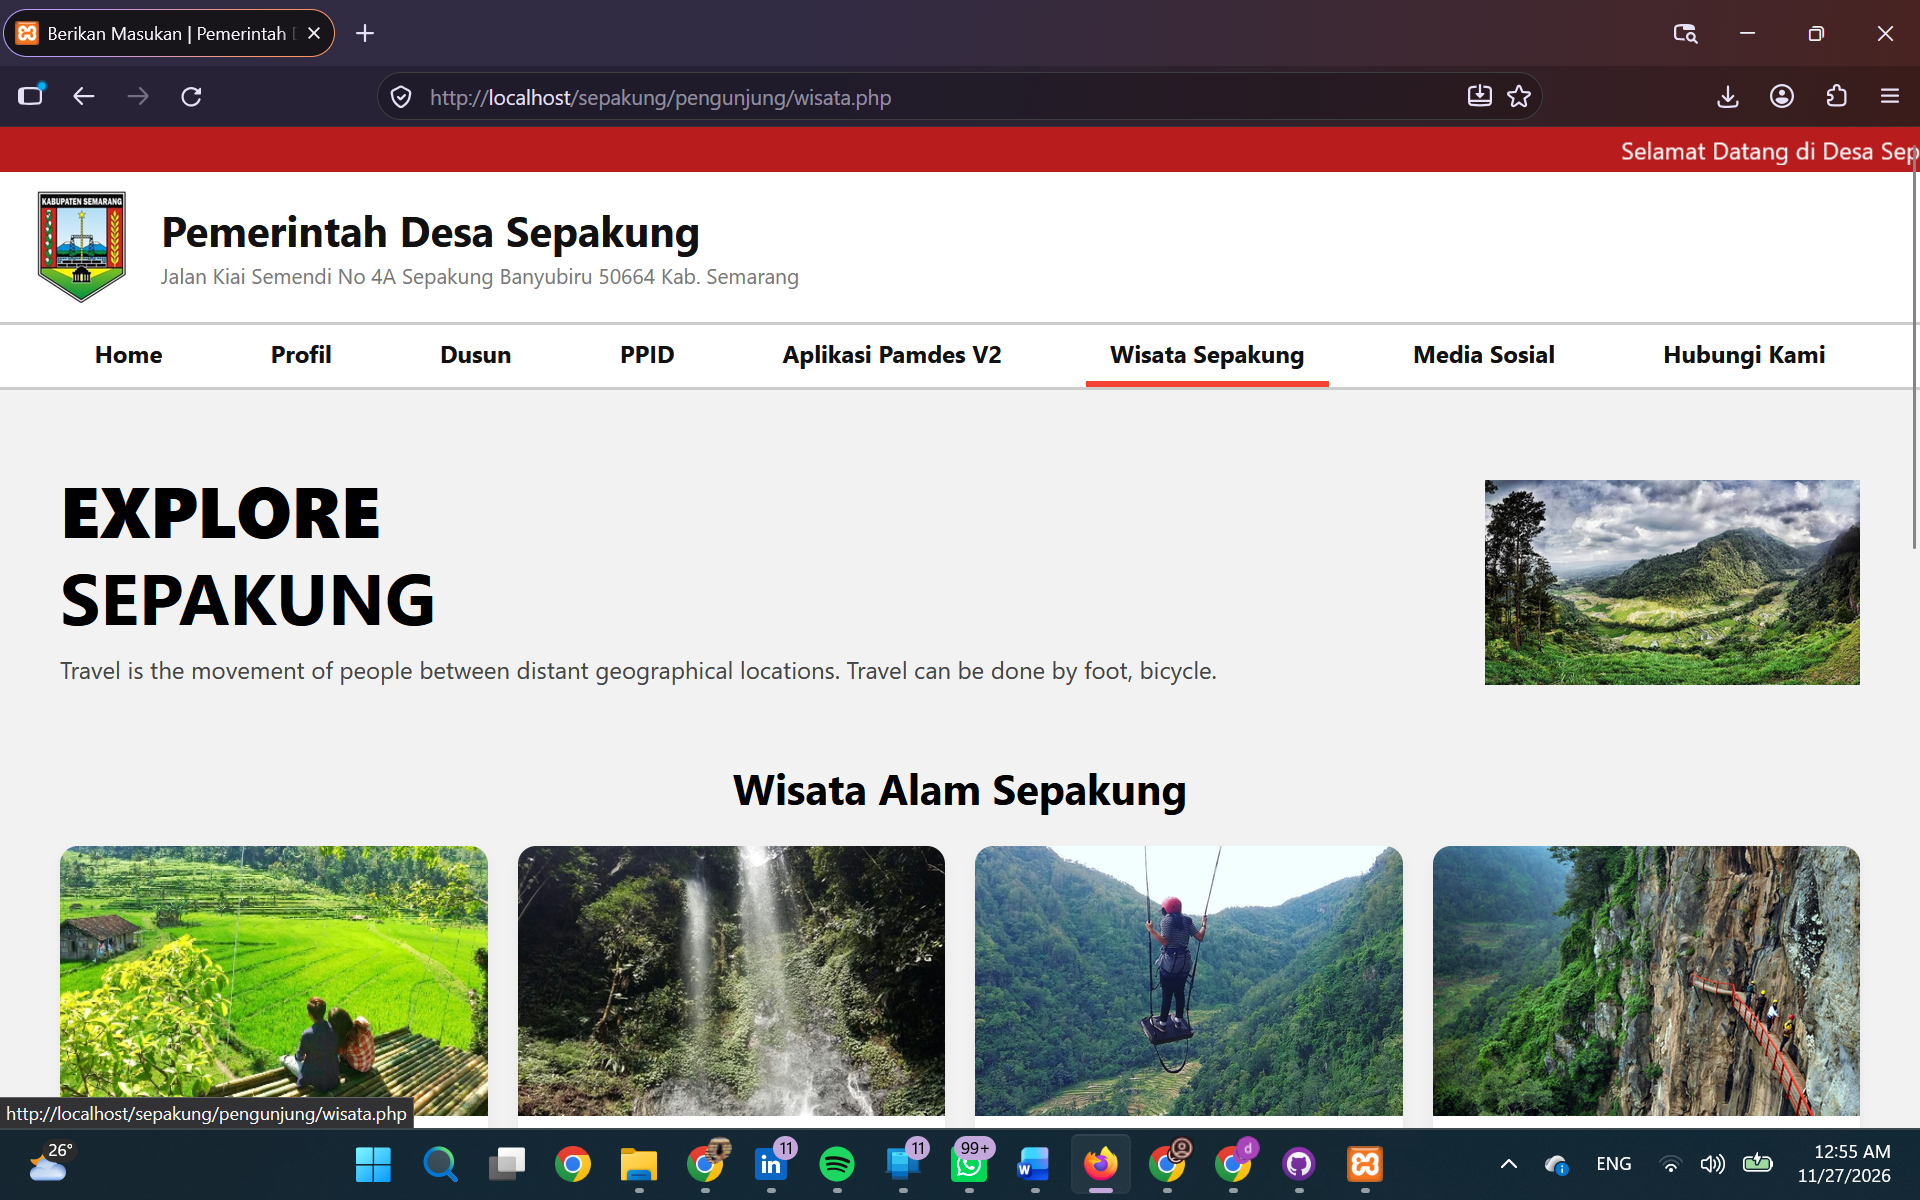 Berikan Masukan | Pemerintah
http://localhost/sepakung/pengunjung/wisata.php
Selamat Datang di Desa Sep
KABUPATEN SEMARANG
Pemerintah Desa Sepakung
Jalan Kiai Semendi No 4A Sepakung Banyubiru 50664 Kab. Semarang
Home Profil Dusun PPID Aplikasi Pamdes V2 Wisata Sepakung Media Sosial Hubungi Kami
EXPLORE
SEPAKUNG
Travel is the movement of people between distant geographical locations. Travel can be done by foot, bicycle.
Wisata Alam Sepakung
http://localhost/sepakung/pengunjung/wisata.php
26°
11
11
99+
d
ENG
12:55 AM
11/27/2026